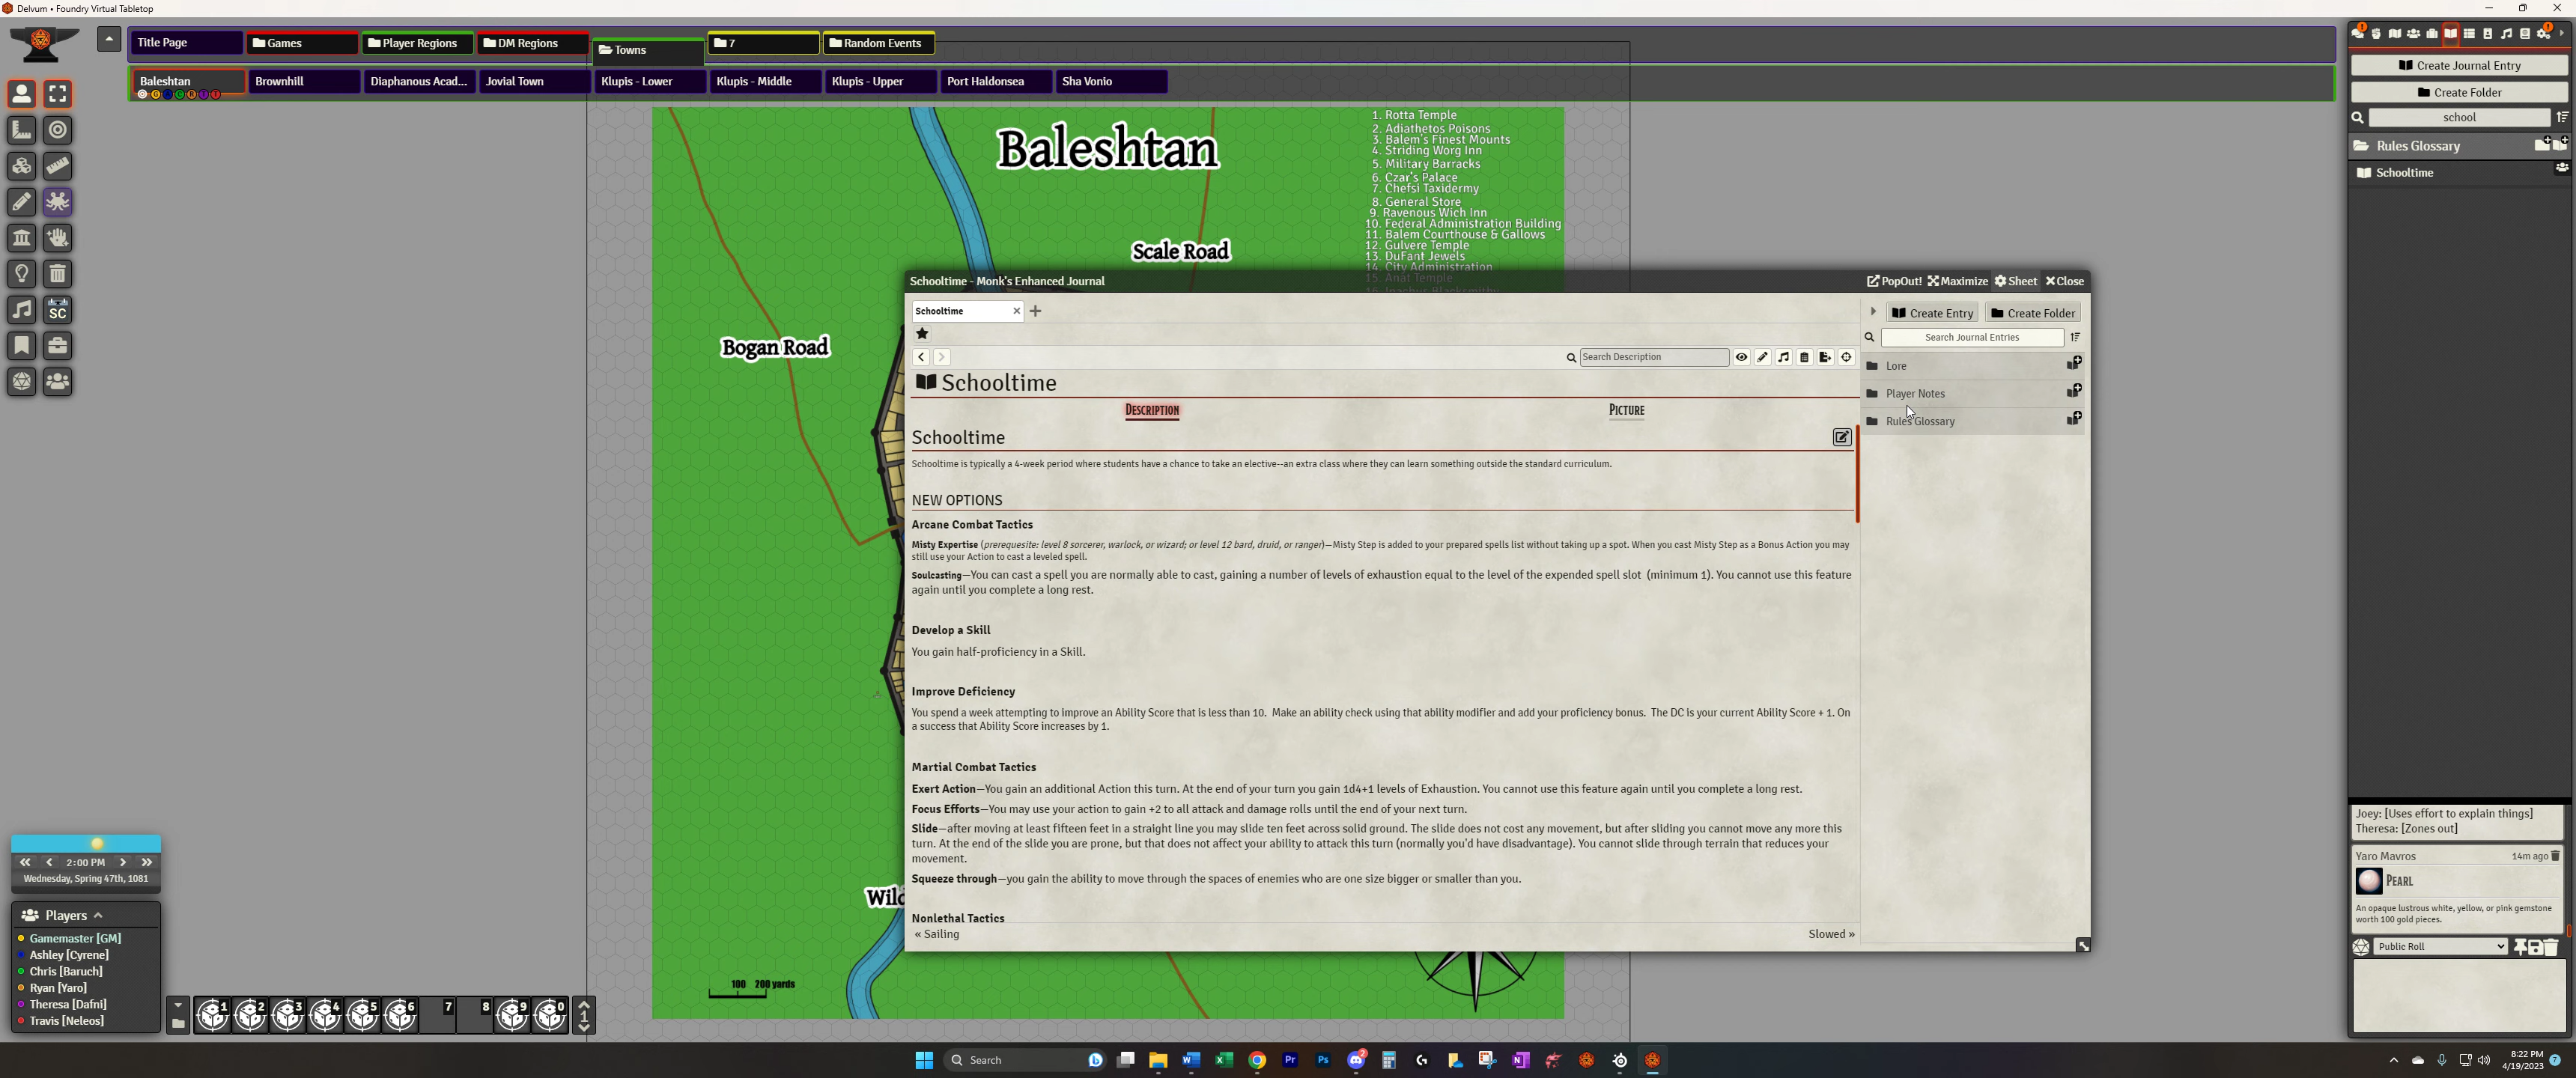 Delvum • Foundry Virtual Tabletop
Title Page
Games
Player Regions
DM Regions
Towns
7
Random Events
Baleshtan
Brownhill
Diaphanous Acad...
Jovial Town
Klupis - Lower
Klupis - Middle
Klupis - Upper
Port Haldonsea
Sha Vonio
Baleshtan
Scale Road
Bogan Road
Wild
100 200 yards
1. Rotta Temple
2. Adiathetos Poisons
3. Balem's Finest Mounts
4. Striding Worg Inn
5. Military Barracks
6. Czar's Palace
7. Chefsi Taxidermy
8. General Store
9. Ravenous Wich Inn
10. Federal Administration Building
11. Balem Courthouse & Gallows
12. Gulvere Temple
13. DuFant Jewels
14. City Administration
15. Anat Temple
SC
Schooltime - Monk's Enhanced Journal
PopOut! Maximize Sheet Close
Schooltime
Create Entry
Create Folder
Search Journal Entries
Lore
Player Notes
Rules Glossary
Search Description
Schooltime
Description
Picture
Schooltime
Schooltime is typically a 4-week period where students have a chance to take an elective--an extra class where they can learn something outside the standard curriculum.
NEW OPTIONS
Arcane Combat Tactics
Misty Expertise (prerequesite: level 8 sorcerer, warlock, or wizard; or level 12 bard, druid, or ranger)—Misty Step is added to your prepared spells list without taking up a spot. When you cast Misty Step as a Bonus Action you may
still use your Action to cast a leveled spell.
Soulcasting—You can cast a spell you are normally able to cast, gaining a number of levels of exhaustion equal to the level of the expended spell slot (minimum 1). You cannot use this feature
again until you complete a long rest.
Develop a Skill
You gain half-proficiency in a Skill.
Improve Deficiency
You spend a week attempting to improve an Ability Score that is less than 10. Make an ability check using that ability modifier and add your proficiency bonus. The DC is your current Ability Score + 1. On
a success that Ability Score increases by 1.
Martial Combat Tactics
Exert Action—You gain an additional Action this turn. At the end of your turn you gain 1d4+1 levels of Exhaustion. You cannot use this feature again until you complete a long rest.
Focus Efforts—You may use your action to gain +2 to all attack and damage rolls until the end of your next turn.
Slide—after moving at least fifteen feet in a straight line you may slide ten feet across solid ground. The slide does not cost any movement, but after sliding you cannot move any more this
turn. At the end of the slide you are prone, but that does not affect your ability to attack this turn (normally you'd have disadvantage). You cannot slide through terrain that reduces your
movement.
Squeeze through—you gain the ability to move through the spaces of enemies who are one size bigger or smaller than you.
Nonlethal Tactics
« Sailing
Slowed »
Create Journal Entry
Create Folder
school
Rules Glossary
Schooltime
Joey: [Uses effort to explain things]
Theresa: [Zones out]
Yaro Mavros 14m ago
Pearl
An opaque lustrous white, yellow, or pink gemstone
worth 100 gold pieces.
Public Roll
2:00 PM
Wednesday, Spring 47th, 1081
Players
Gamemaster [GM]
Ashley [Cyrene]
Chris [Baruch]
Ryan [Yaro]
Theresa [Dafni]
Travis [Neleos]
1 2 3 4 5 6 7 8 9 0
1
Search
8:22 PM
4/19/2023